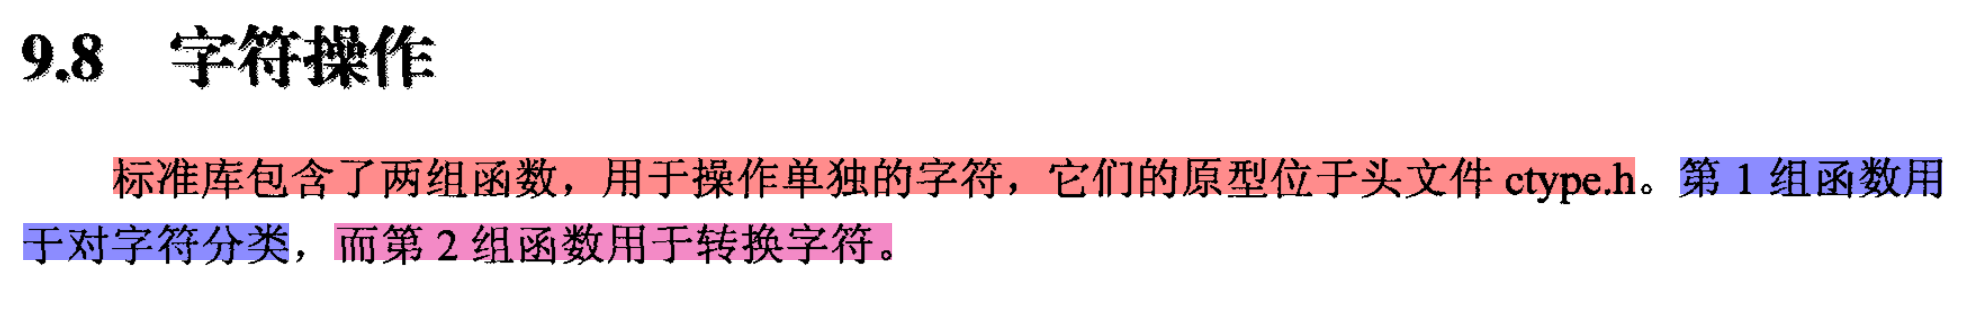 9.8 字符操作
标准库包含了两组函数，用于操作单独的字符，它们的原型位于头文件 ctype.h。第 1 组函数用
于对字符分类，而第 2 组函数用于转换字符。